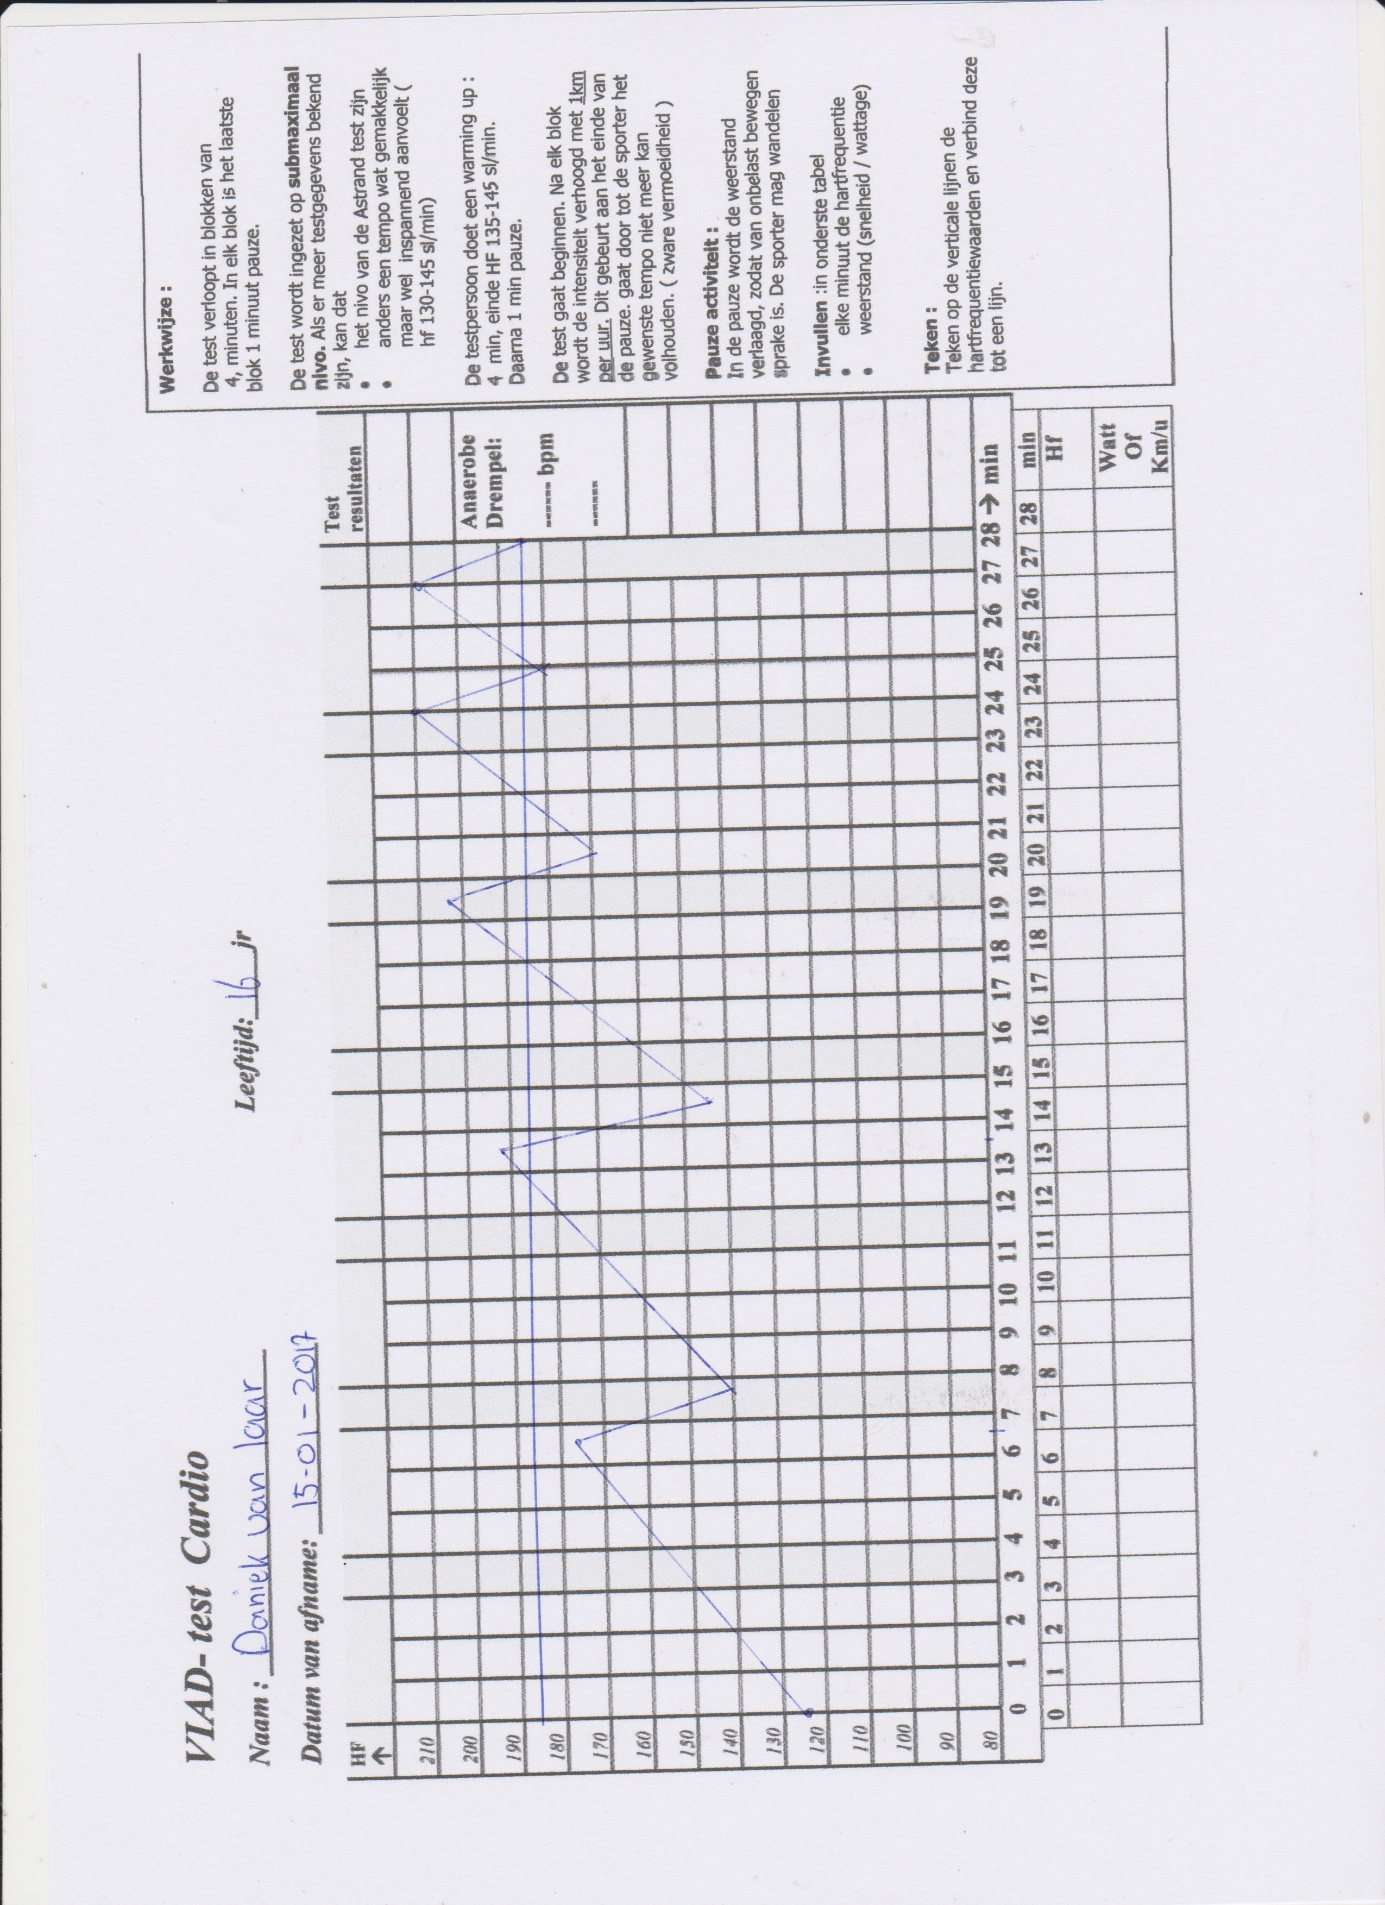 VIAD- test Cardio
Naam : Daniek van laar
Leeftijd: 16 jr
Datum van afname: 15-01-2017
Werkwijze :
De test verloopt in blokken van
4, minuten. In elk blok is het laatste
blok 1 minuut pauze.
De test wordt ingezet op submaximaal
nivo. Als er meer testgegevens bekend
zijn, kan dat
• het nivo van de Astrand test zijn
• anders een tempo wat gemakkelijk
maar wel inspannend aanvoelt (
hf 130-145 sl/min)
De testpersoon doet een warming up :
4 min, einde HF 135-145 sl/min.
Daarna 1 min pauze.
De test gaat beginnen. Na elk blok
wordt de intensiteit verhoogd met 1km
per uur. Dit gebeurt aan het einde van
de pauze. gaat door tot de sporter het
gewenste tempo niet meer kan
volhouden. ( zware vermoeidheid )
Pauze activiteit :
In de pauze wordt de weerstand
verlaagd, zodat van onbelast bewegen
sprake is. De sporter mag wandelen
Invullen :in onderste tabel
• elke minuut de hartfrequentie
• weerstand (snelheid / wattage)
Teken :
Teken op de verticale lijnen de
hartfrequentiewaarden en verbind deze
tot een lijn.
HF
↑
Test
resultaten
210
200
190
180
170
160
150
140
130
120
110
100
90
80
Anaerobe
Drempel:
------ bpm
------
0 1 2 3 4 5 6 7 8 9 10 11 12 13 14 15 16 17 18 19 20 21 22 23 24 25 26 27 28 → min
0 1 2 3 4 5 6 7 8 9 10 11 12 13 14 15 16 17 18 19 20 21 22 23 24 25 26 27 28 min
Hf
Watt
Of
Km/u